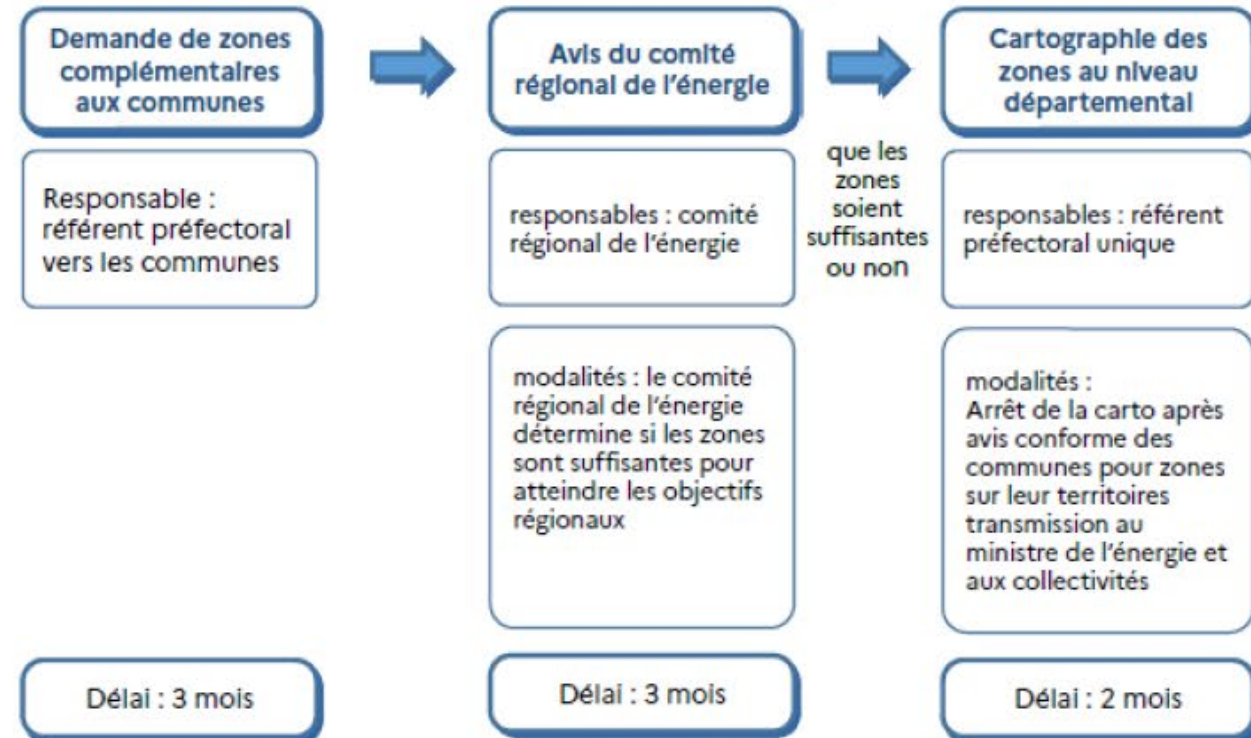 Demande de zones
complémentaires
aux communes
Responsable :
référent préfectoral
vers les communes
Délai : 3 mois
Avis du comité
régional de l'énergie
responsables : comité
régional de l'énergie
modalités : le comité
régional de l'énergie
détermine si les zones
sont suffisantes pour
atteindre les objectifs
régionaux
Délai : 3 mois
que les
zones
soient
suffisantes
ou non
Cartographie des
zones au niveau
départemental
responsables : référent
préfectoral unique
modalités :
Arrêt de la carto après
avis conforme des
communes pour zones
sur leur territoires
transmission au
ministre de l'énergie et
aux collectivités
Délai : 2 mois